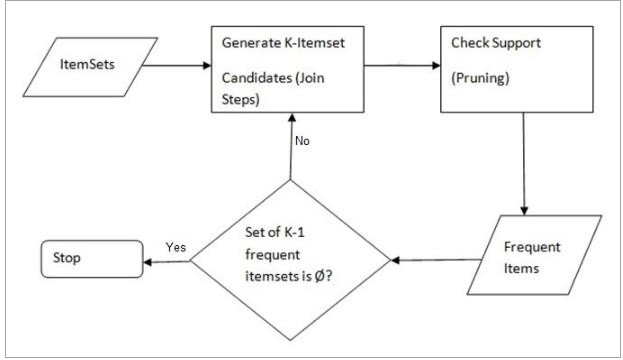 ItemSets
Generate K-Itemset
Candidates (Join
Steps)
Check Support
(Pruning)
No
Set of K-1
frequent
itemsets is Ø?
Yes
Stop
Frequent
Items